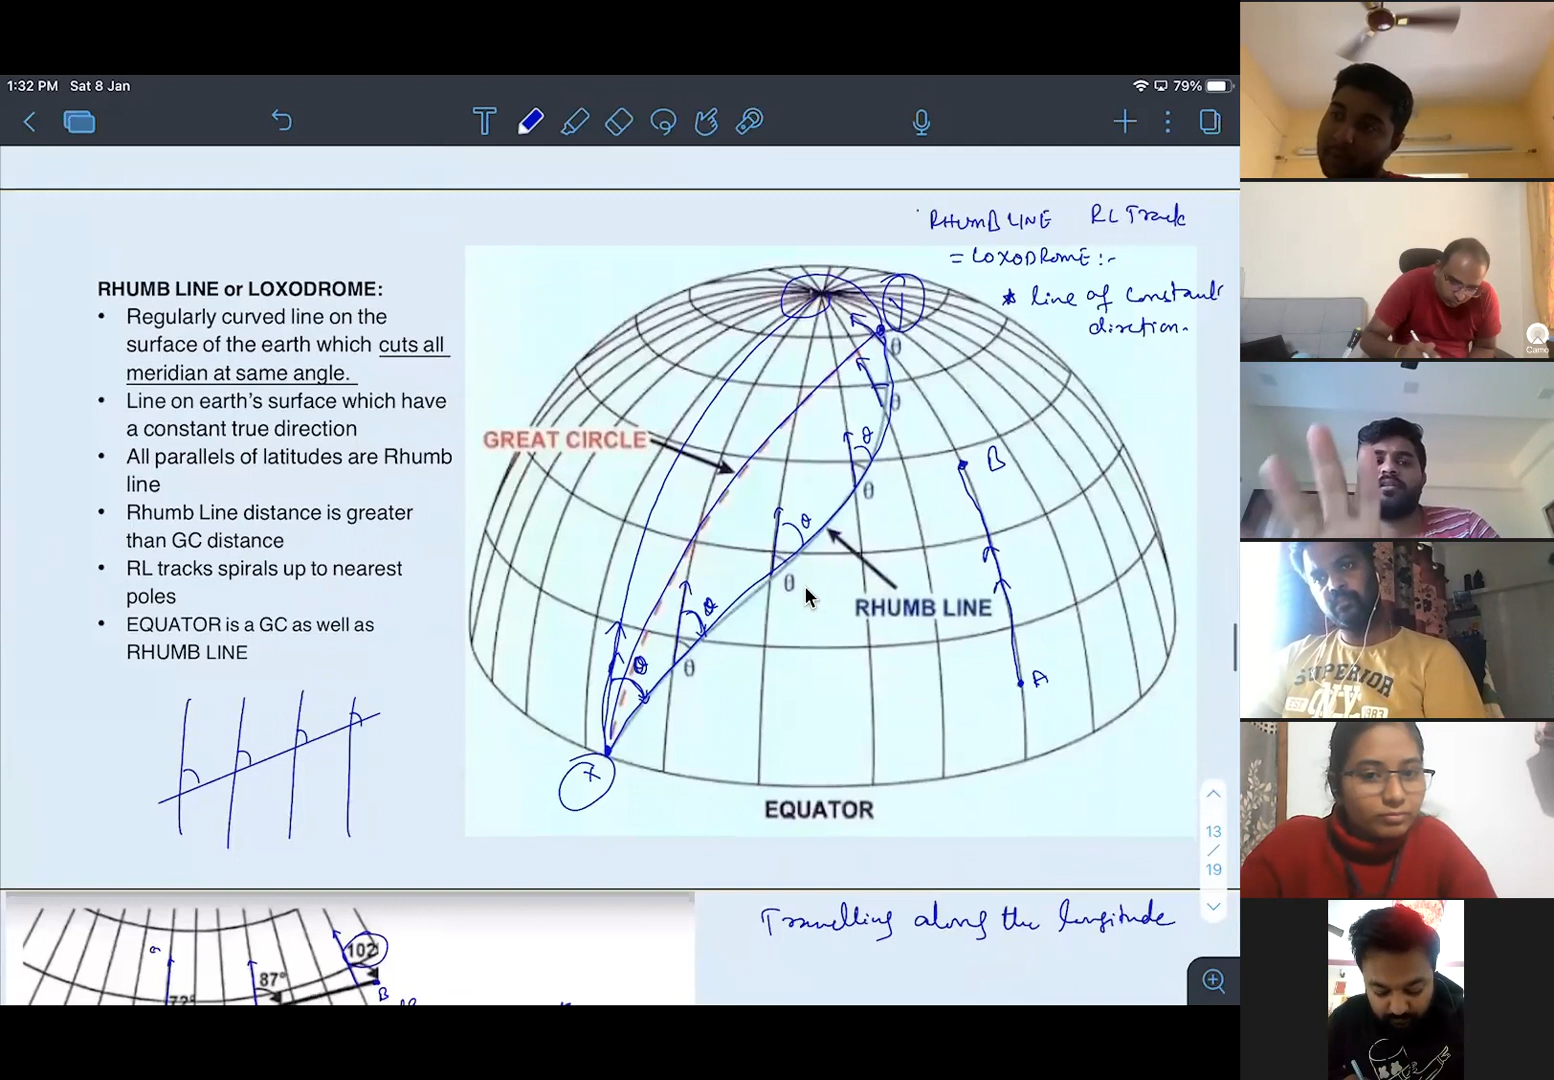 1:32 PM Sat 8 Jan
79%
RHUMB LINE RL Track
= LOXODROME :-
* line of constant
direction.
RHUMB LINE or LOXODROME:
• Regularly curved line on the
surface of the earth which cuts all
meridian at same angle.
• Line on earth's surface which have
a constant true direction
• All parallels of latitudes are Rhumb
line
• Rhumb Line distance is greater
than GC distance
• RL tracks spirals up to nearest
poles
• EQUATOR is a GC as well as
RHUMB LINE
Y
θ
θ
GREAT CIRCLE
θ
B
θ
θ
θ
RHUMB LINE
θ
θ
θ
A
X
EQUATOR
13
/
19
Travelling along the longitude
102
87°
72°
B
Camo
SUPERIOR